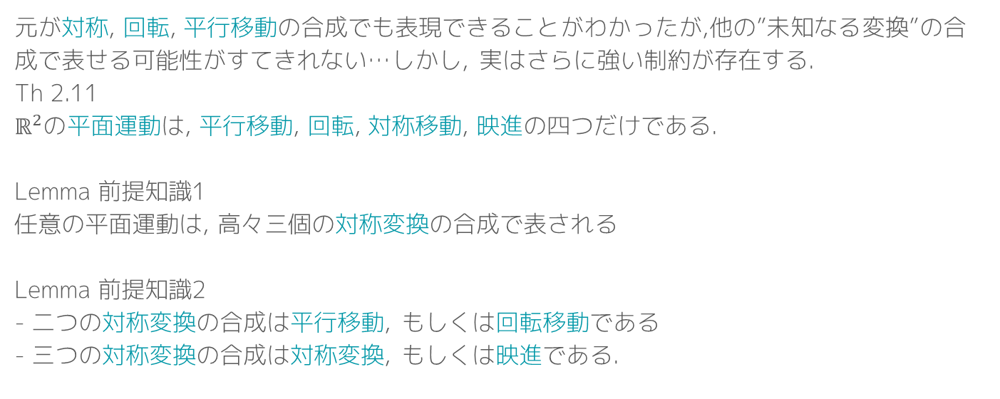 元が対称, 回転, 平行移動の合成でも表現できることがわかったが,他の”未知なる変換”の合
成で表せる可能性がすてきれない…しかし, 実はさらに強い制約が存在する.
Th 2.11
ℝ²の平面運動は, 平行移動, 回転, 対称移動, 映進の四つだけである.
Lemma 前提知識1
任意の平面運動は, 高々三個の対称変換の合成で表される
Lemma 前提知識2
- 二つの対称変換の合成は平行移動, もしくは回転移動である
- 三つの対称変換の合成は対称変換, もしくは映進である.